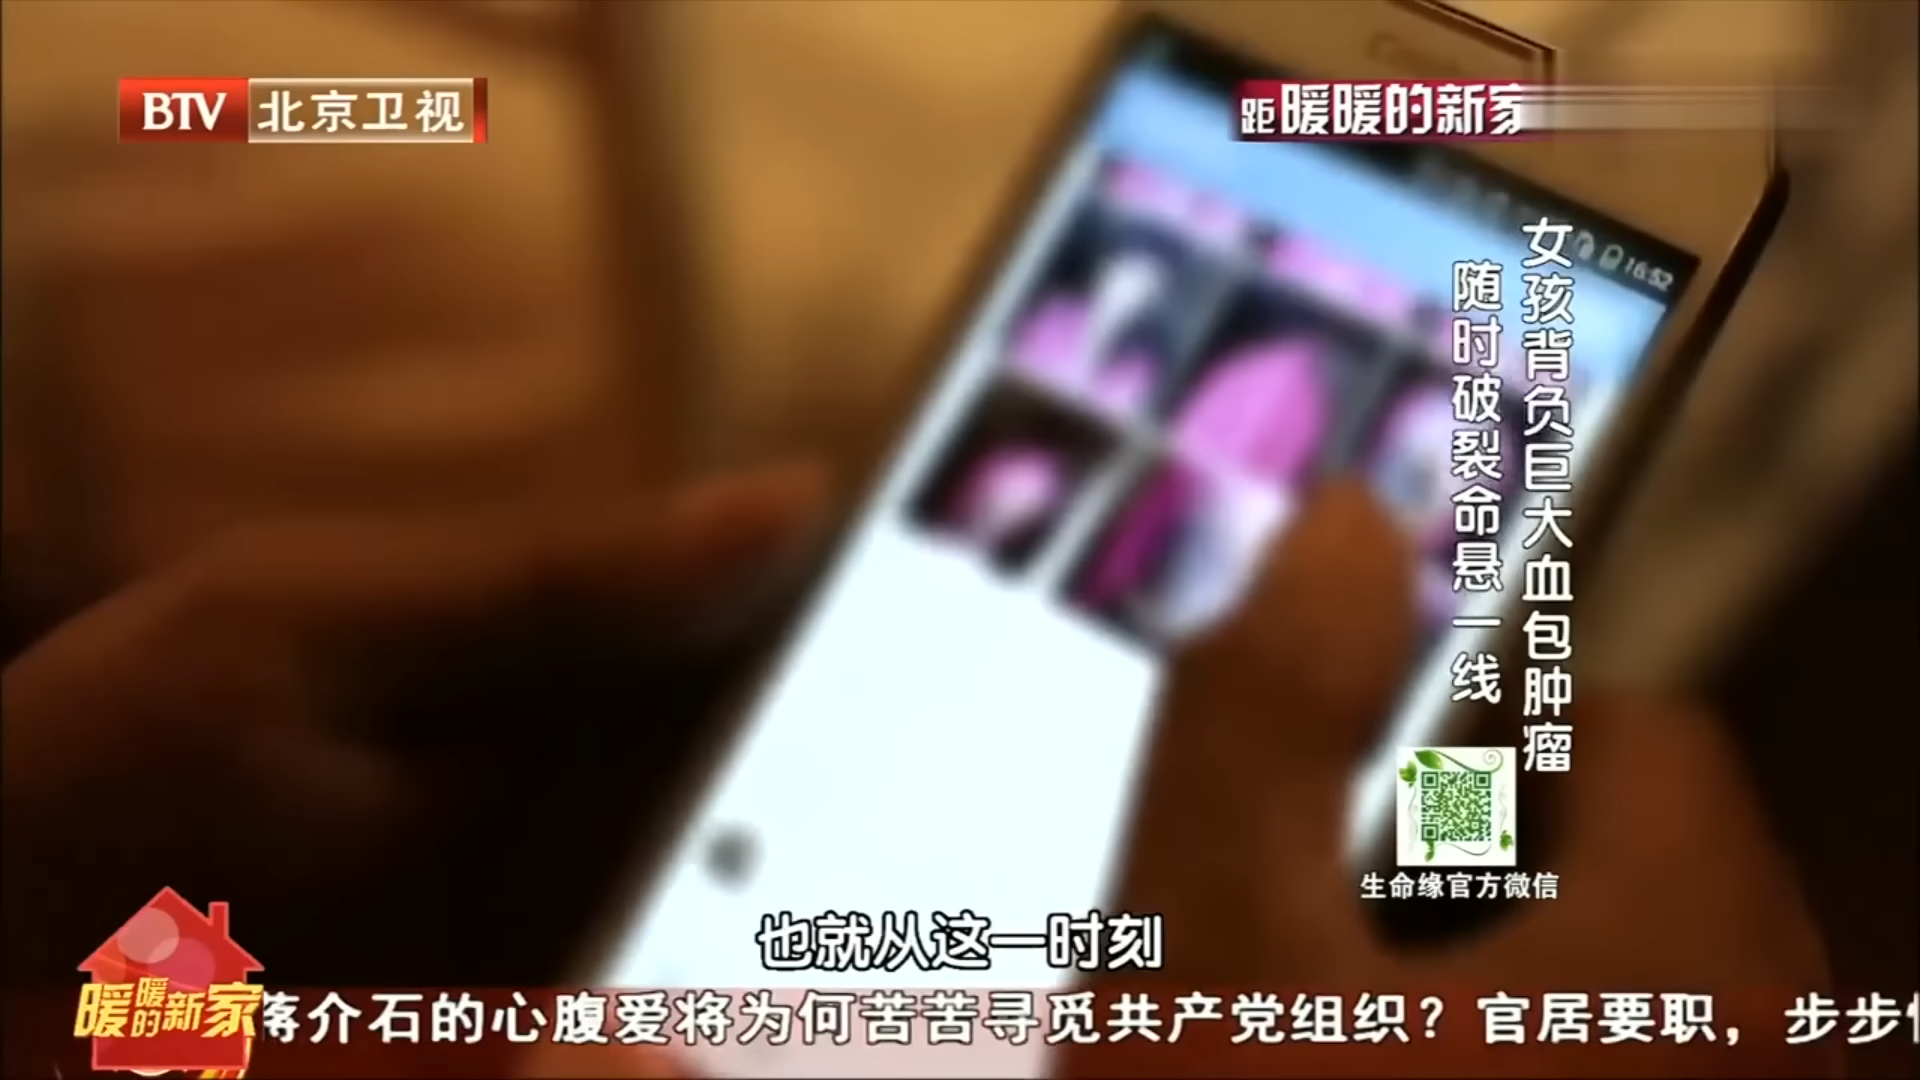 BTV 北京卫视
距暖暖的新家
16:52
女孩背负巨大血包肿瘤
随时破裂命悬一线
生命缘官方微信
也就从这一时刻
暖暖的新家
蒋介石的心腹爱将为何苦苦寻觅共产党组织？官居要职，步步